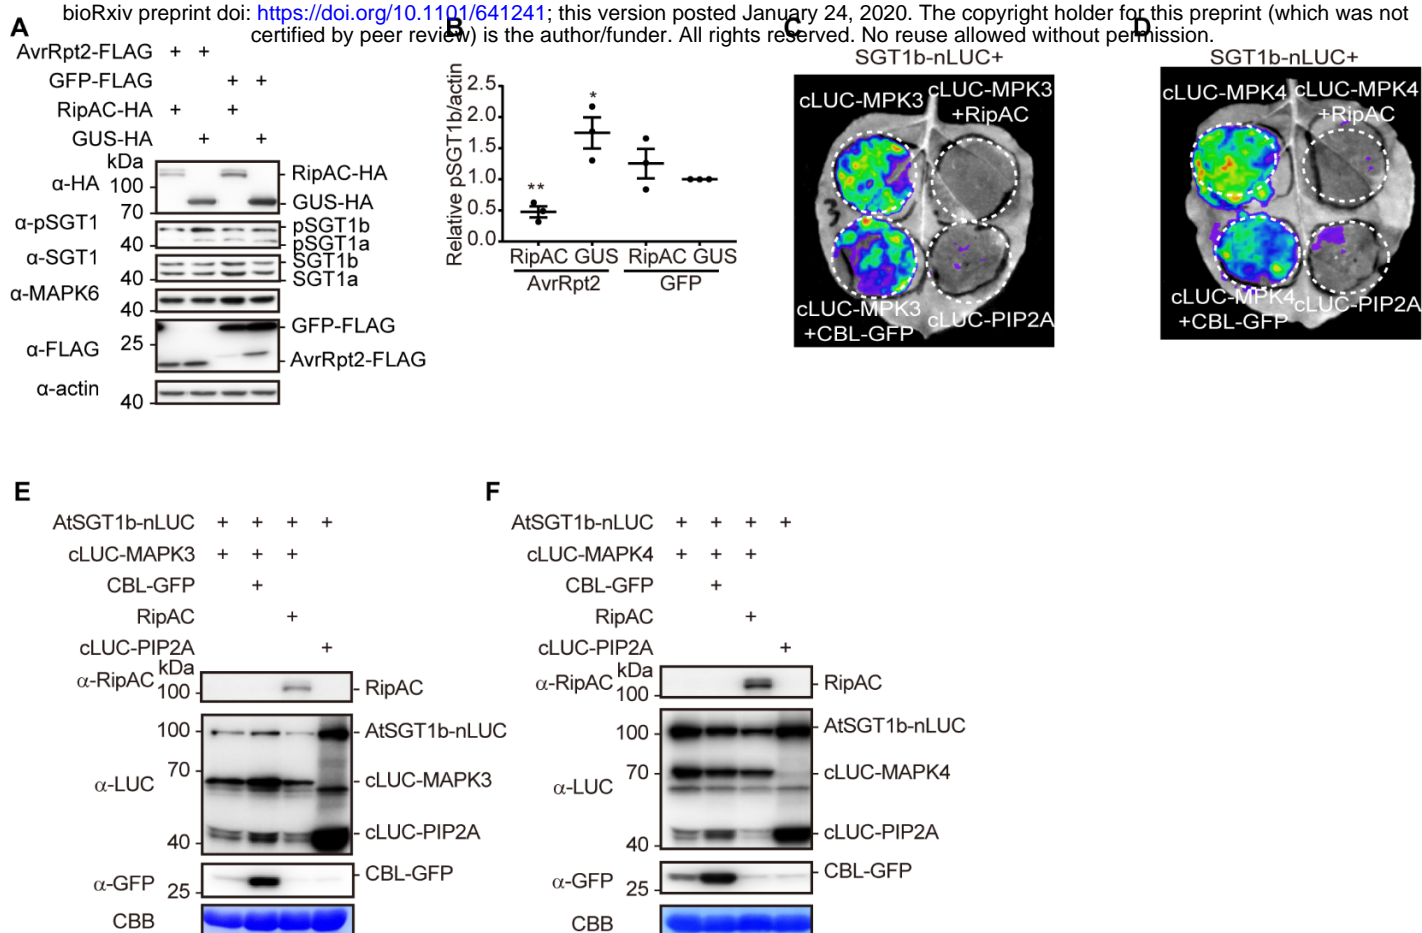 bioRxiv preprint doi: https://doi.org/10.1101/641241; this version posted January 24, 2020. The copyright holder for this preprint (which was not
certified by peer review) is the author/funder. All rights reserved. No reuse allowed without permission.
A
AvrRpt2-FLAG + +
GFP-FLAG + +
RipAC-HA + +
GUS-HA + +
kDa
α-HA 100 70 RipAC-HA
GUS-HA
α-pSGT1 40 pSGT1b
pSGT1a
α-SGT1 40 SGT1b
SGT1a
α-MAPK6 40
α-FLAG 25 GFP-FLAG
AvrRpt2-FLAG
α-actin 40
B
Relative pSGT1b/actin
2.5
2.0
1.5
1.0
0.5
0.0
** *
RipAC GUS RipAC GUS
AvrRpt2 GFP
C
SGT1b-nLUC+
cLUC-MPK3 cLUC-MPK3
+RipAC
3
cLUC-MPK3
+CBL-GFP cLUC-PIP2A
D
SGT1b-nLUC+
cLUC-MPK4 cLUC-MPK4
+RipAC
cLUC-MPK4
+CBL-GFP cLUC-PIP2A
E
AtSGT1b-nLUC + + + +
cLUC-MAPK3 + + +
CBL-GFP +
RipAC +
cLUC-PIP2A +
kDa
α-RipAC 100 RipAC
100 AtSGT1b-nLUC
70 cLUC-MAPK3
α-LUC
40 cLUC-PIP2A
α-GFP 25 CBL-GFP
CBB
F
AtSGT1b-nLUC + + + +
cLUC-MAPK4 + + +
CBL-GFP +
RipAC +
cLUC-PIP2A +
kDa
α-RipAC 100 RipAC
100 AtSGT1b-nLUC
70 cLUC-MAPK4
α-LUC
40 cLUC-PIP2A
α-GFP 25 CBL-GFP
CBB